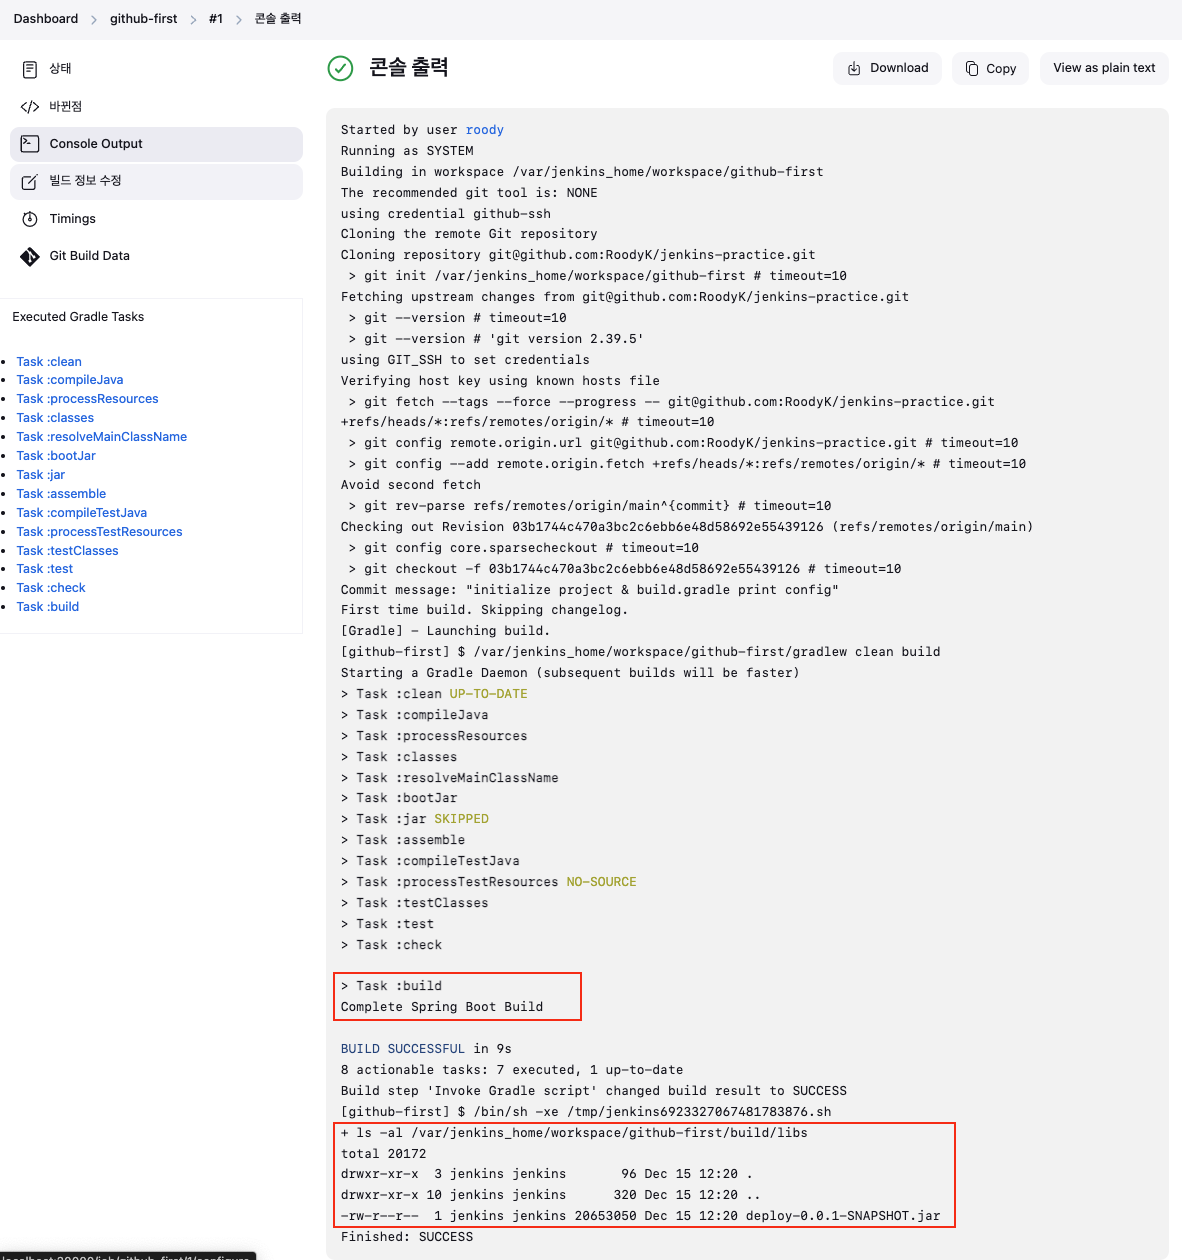 Dashboard > github-first > #1 > 콘솔 출력
상태
바뀐점
Console Output
빌드 정보 수정
Timings
Git Build Data
Executed Gradle Tasks
Task :clean
Task :compileJava
Task :processResources
Task :classes
Task :resolveMainClassName
Task :bootJar
Task :jar
Task :assemble
Task :compileTestJava
Task :processTestResources
Task :testClasses
Task :test
Task :check
Task :build
콘솔 출력
Download
Copy
View as plain text
Started by user roody
Running as SYSTEM
Building in workspace /var/jenkins_home/workspace/github-first
The recommended git tool is: NONE
using credential github-ssh
Cloning the remote Git repository
Cloning repository git@github.com:RoodyK/jenkins-practice.git
 > git init /var/jenkins_home/workspace/github-first # timeout=10
Fetching upstream changes from git@github.com:RoodyK/jenkins-practice.git
 > git --version # timeout=10
 > git --version # 'git version 2.39.5'
using GIT_SSH to set credentials
Verifying host key using known hosts file
 > git fetch --tags --force --progress -- git@github.com:RoodyK/jenkins-practice.git
+refs/heads/*:refs/remotes/origin/* # timeout=10
 > git config remote.origin.url git@github.com:RoodyK/jenkins-practice.git # timeout=10
 > git config --add remote.origin.fetch +refs/heads/*:refs/remotes/origin/* # timeout=10
Avoid second fetch
 > git rev-parse refs/remotes/origin/main^{commit} # timeout=10
Checking out Revision 03b1744c470a3bc2c6ebb6e48d58692e55439126 (refs/remotes/origin/main)
 > git config core.sparsecheckout # timeout=10
 > git checkout -f 03b1744c470a3bc2c6ebb6e48d58692e55439126 # timeout=10
Commit message: "initialize project & build.gradle print config"
First time build. Skipping changelog.
[Gradle] - Launching build.
[github-first] $ /var/jenkins_home/workspace/github-first/gradlew clean build
Starting a Gradle Daemon (subsequent builds will be faster)
> Task :clean UP-TO-DATE
> Task :compileJava
> Task :processResources
> Task :classes
> Task :resolveMainClassName
> Task :bootJar
> Task :jar SKIPPED
> Task :assemble
> Task :compileTestJava
> Task :processTestResources NO-SOURCE
> Task :testClasses
> Task :test
> Task :check
> Task :build
Complete Spring Boot Build
BUILD SUCCESSFUL in 9s
8 actionable tasks: 7 executed, 1 up-to-date
Build step 'Invoke Gradle script' changed build result to SUCCESS
[github-first] $ /bin/sh -xe /tmp/jenkins6923327067481783876.sh
+ ls -al /var/jenkins_home/workspace/github-first/build/libs
total 20172
drwxr-xr-x  3 jenkins jenkins       96 Dec 15 12:20 .
drwxr-xr-x 10 jenkins jenkins      320 Dec 15 12:20 ..
-rw-r--r--  1 jenkins jenkins 20653050 Dec 15 12:20 deploy-0.0.1-SNAPSHOT.jar
Finished: SUCCESS